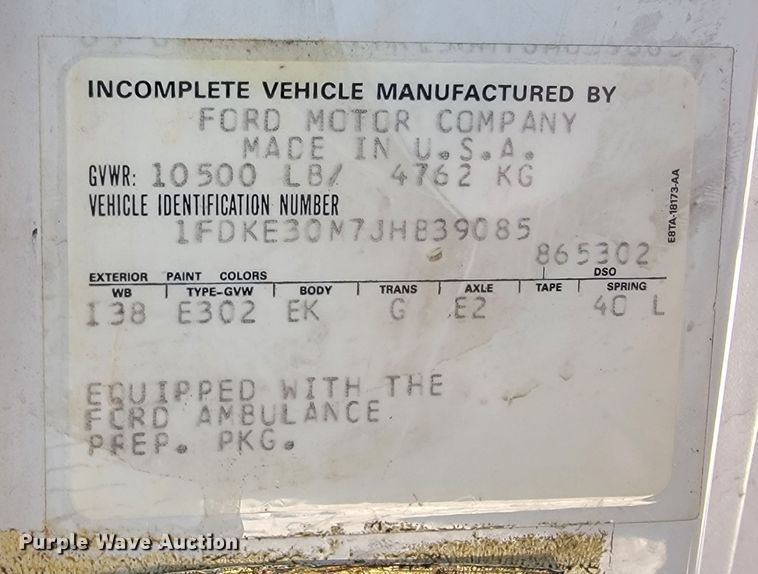 INCOMPLETE VEHICLE MANUFACTURED BY
FORD MOTOR COMPANY
MADE IN U.S.A.
GVWR: 10500 LB/ 4762 KG
VEHICLE IDENTIFICATION NUMBER
1FDKE30M7JHB39085
865302
EXTERIOR PAINT COLORS DSO
WB TYPE-GVW BODY TRANS AXLE TAPE SPRING
138 E302 EK G E2 40 L
EQUIPPED WITH THE
FORD AMBULANCE
PREP. PKG.
E8TA-18173-AA
Purple Wave Auction